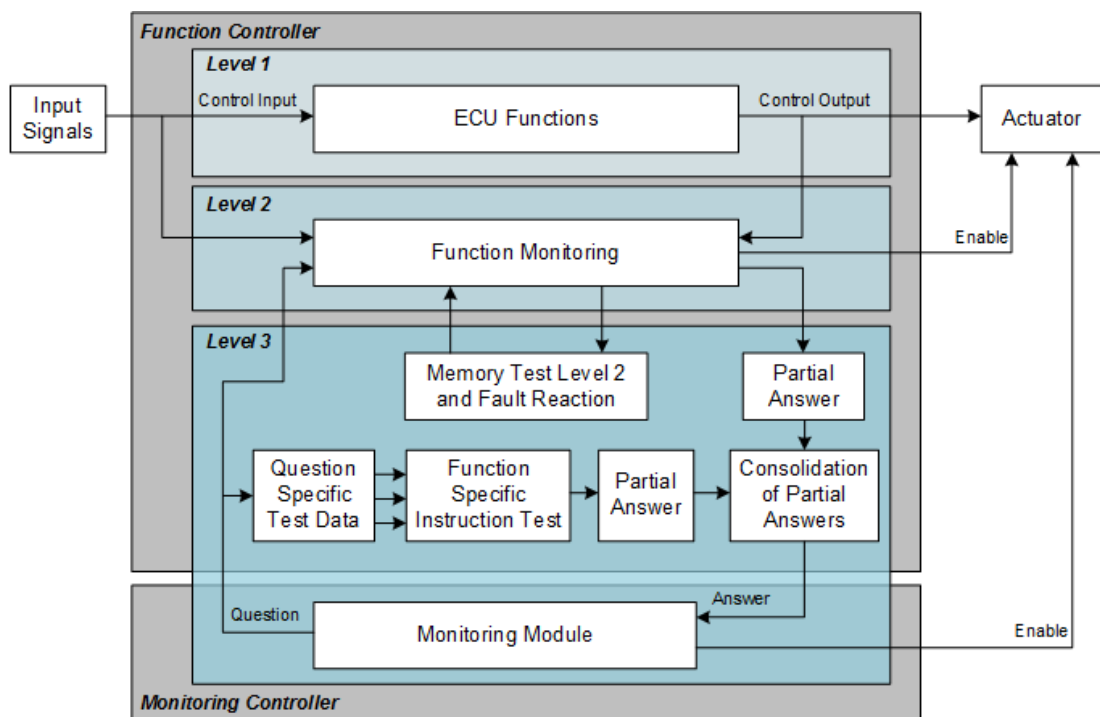 Function Controller
Level 1
Input
Signals
Control Input
ECU Functions
Control Output
Actuator
Level 2
Function Monitoring
Enable
Level 3
Memory Test Level 2
and Fault Reaction
Partial
Answer
Question
Specific
Test Data
Function
Specific
Instruction Test
Partial
Answer
Consolidation
of Partial
Answers
Question
Monitoring Module
Answer
Enable
Monitoring Controller